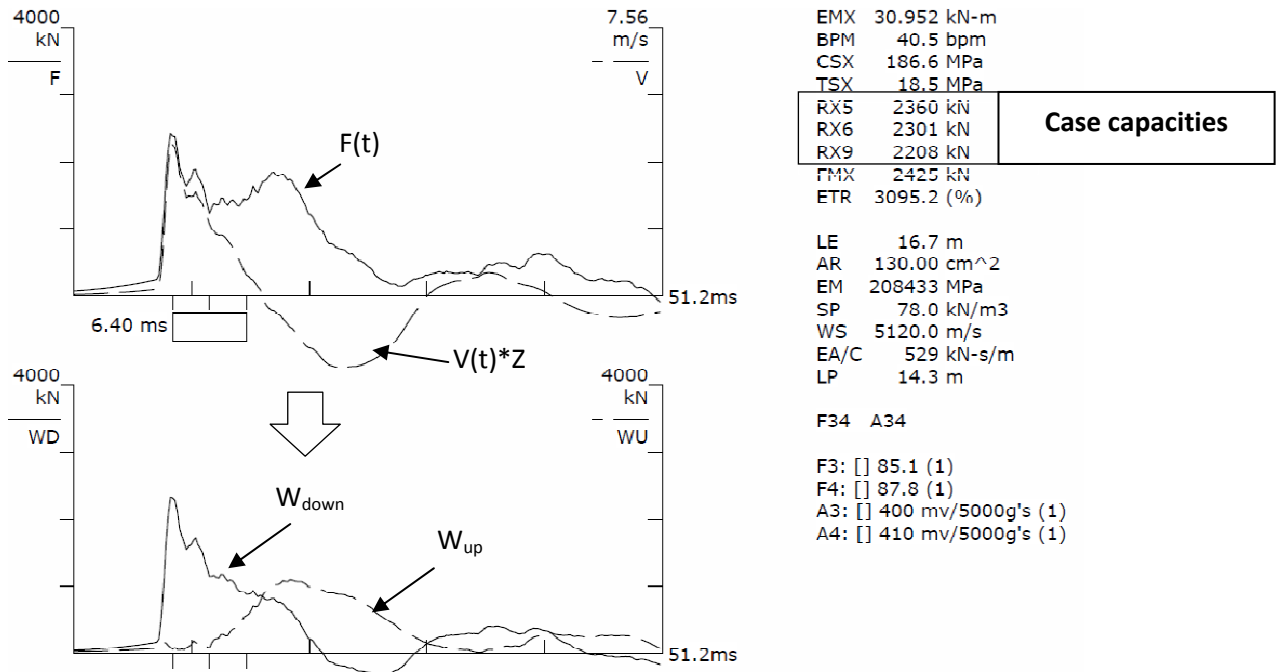 4000
kN
F
7.56
m/s
V
F(t)
51.2ms
6.40 ms
V(t)*Z
4000
kN
WD
4000
kN
WU
Wdown
Wup
51.2ms
EMX 30.952 kN-m
BPM 40.5 bpm
CSX 186.6 MPa
TSX 18.5 MPa
RX5 2360 kN
RX6 2301 kN
RX9 2208 kN
Case capacities
FMX 2425 kN
ETR 3095.2 (%)
LE 16.7 m
AR 130.00 cm^2
EM 208433 MPa
SP 78.0 kN/m3
WS 5120.0 m/s
EA/C 529 kN-s/m
LP 14.3 m
F34 A34
F3: [] 85.1 (1)
F4: [] 87.8 (1)
A3: [] 400 mv/5000g's (1)
A4: [] 410 mv/5000g's (1)